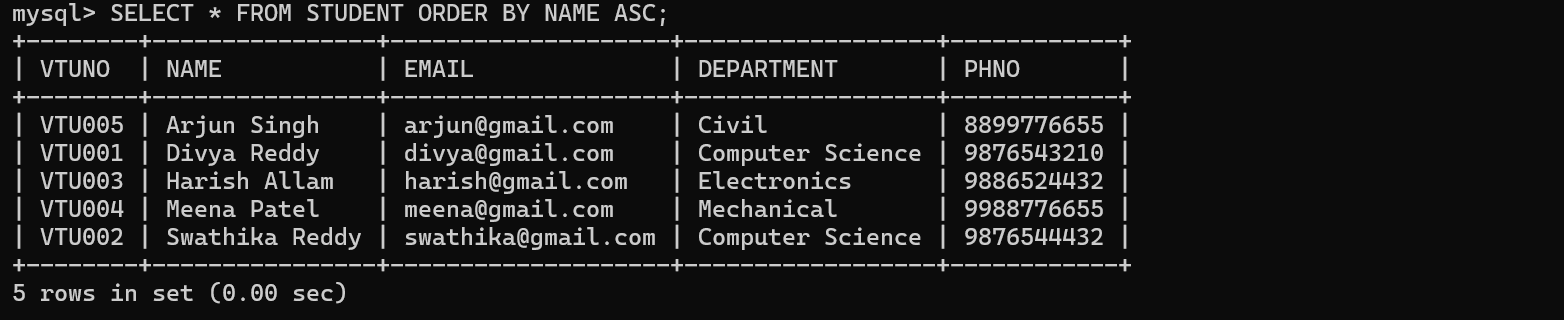 mysql> SELECT * FROM STUDENT ORDER BY NAME ASC;
+--------+----------------+--------------------+------------------+------------+
| VTUNO  | NAME           | EMAIL              | DEPARTMENT       | PHNO       |
+--------+----------------+--------------------+------------------+------------+
| VTU005 | Arjun Singh    | arjun@gmail.com    | Civil            | 8899776655 |
| VTU001 | Divya Reddy    | divya@gmail.com    | Computer Science | 9876543210 |
| VTU003 | Harish Allam   | harish@gmail.com   | Electronics      | 9886524432 |
| VTU004 | Meena Patel    | meena@gmail.com    | Mechanical       | 9988776655 |
| VTU002 | Swathika Reddy | swathika@gmail.com | Computer Science | 9876544432 |
+--------+----------------+--------------------+------------------+------------+
5 rows in set (0.00 sec)